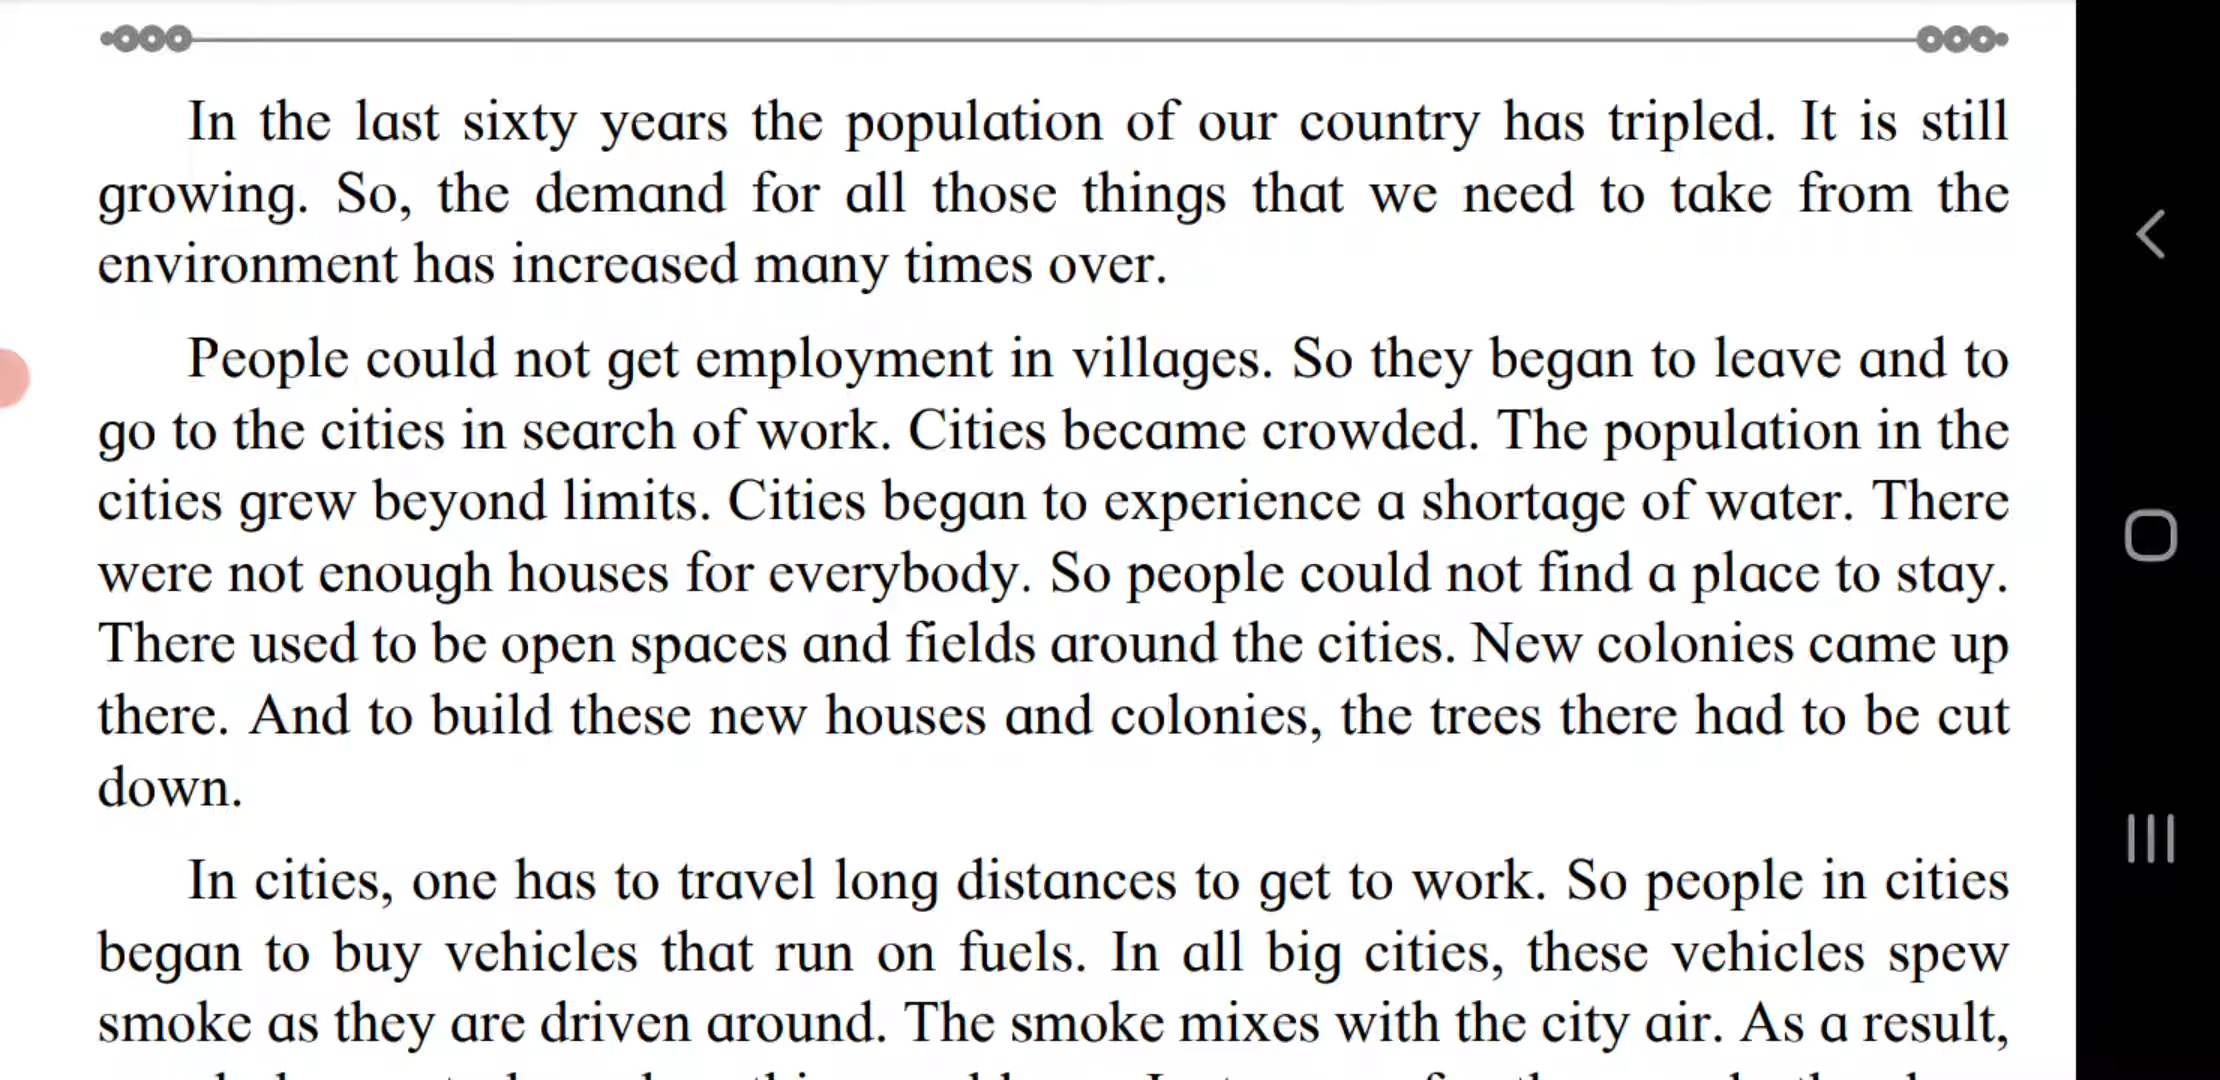 In the last sixty years the population of our country has tripled. It is still
growing. So, the demand for all those things that we need to take from the
environment has increased many times over.
People could not get employment in villages. So they began to leave and to
go to the cities in search of work. Cities became crowded. The population in the
cities grew beyond limits. Cities began to experience a shortage of water. There
were not enough houses for everybody. So people could not find a place to stay.
There used to be open spaces and fields around the cities. New colonies came up
there. And to build these new houses and colonies, the trees there had to be cut
down.
In cities, one has to travel long distances to get to work. So people in cities
began to buy vehicles that run on fuels. In all big cities, these vehicles spew
smoke as they are driven around. The smoke mixes with the city air. As a result,